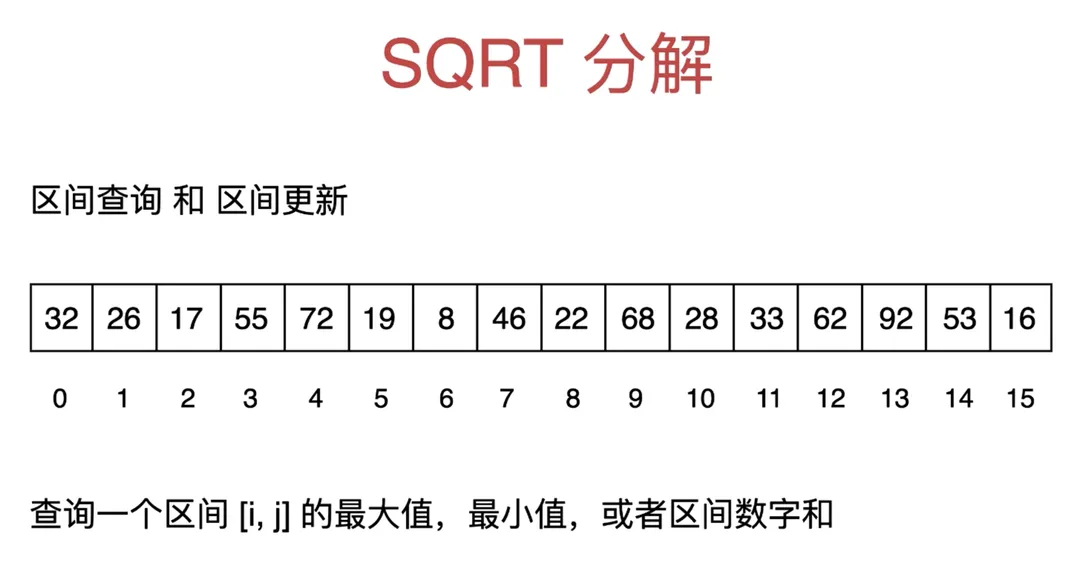 SQRT 分解
区间查询 和 区间更新
32 26 17 55 72 19 8 46 22 68 28 33 62 92 53 16
0 1 2 3 4 5 6 7 8 9 10 11 12 13 14 15
查询一个区间 [i, j] 的最大值，最小值，或者区间数字和